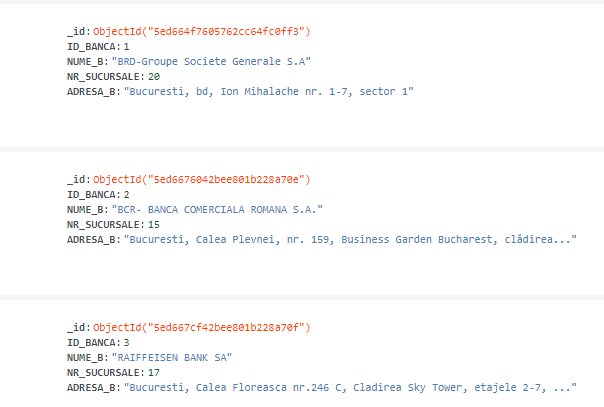 _id: ObjectId("5ed664f7605762cc64fc0ff3")
ID_BANCA: 1
NUME_B: "BRD-Groupe Societe Generale S.A"
NR_SUCURSALE: 20
ADRESA_B: "Bucuresti, bd, Ion Mihalache nr. 1-7, sector 1"
_id: ObjectId("5ed6676042bee801b228a70e")
ID_BANCA: 2
NUME_B: "BCR- BANCA COMERCIALA ROMANA S.A."
NR_SUCURSALE: 15
ADRESA_B: "Bucuresti, Calea Plevnei, nr. 159, Business Garden Bucharest, clădirea..."
_id: ObjectId("5ed667cf42bee801b228a70f")
ID_BANCA: 3
NUME_B: "RAIFFEISEN BANK SA"
NR_SUCURSALE: 17
ADRESA_B: "Bucuresti, Calea Floreasca nr.246 C, Cladirea Sky Tower, etajele 2-7, ..."